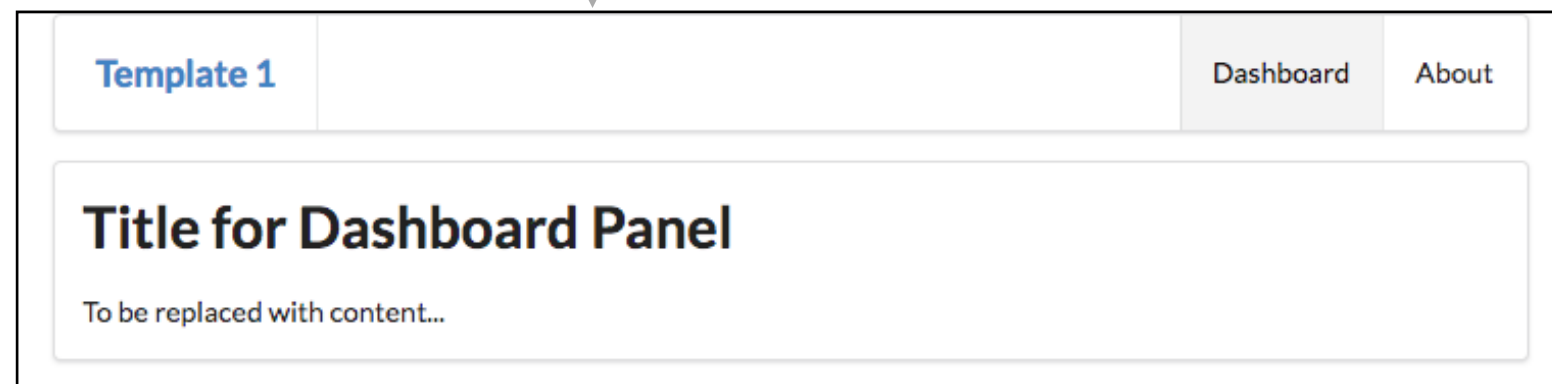 Template 1
Dashboard
About
Title for Dashboard Panel
To be replaced with content...